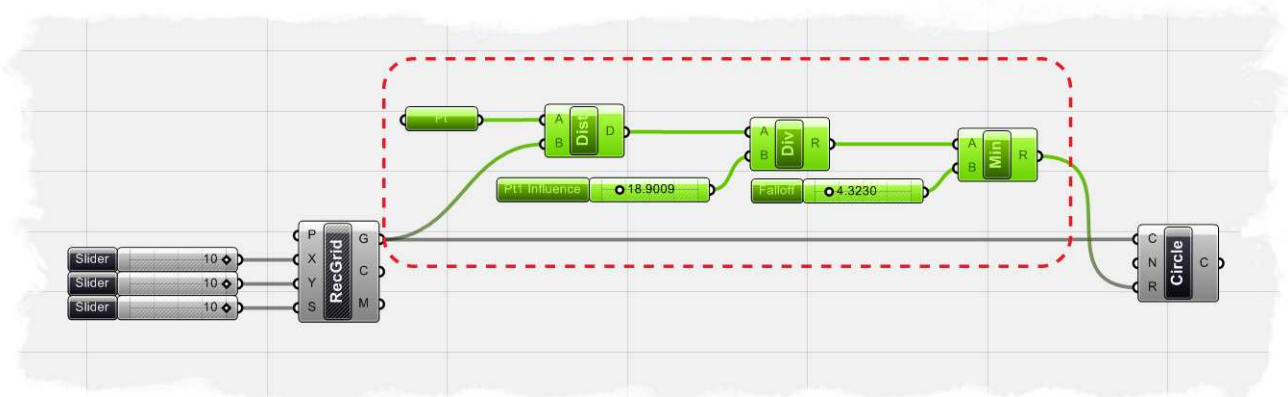 Pt
A
B
Dist
D
A
B
Div
R
A
B
Min
R
Pt1 Influence
18.9009
Falloff
4.3230
Slider
10
Slider
10
Slider
10
P
X
Y
S
RecGrid
G
C
M
C
N
R
Circle
C